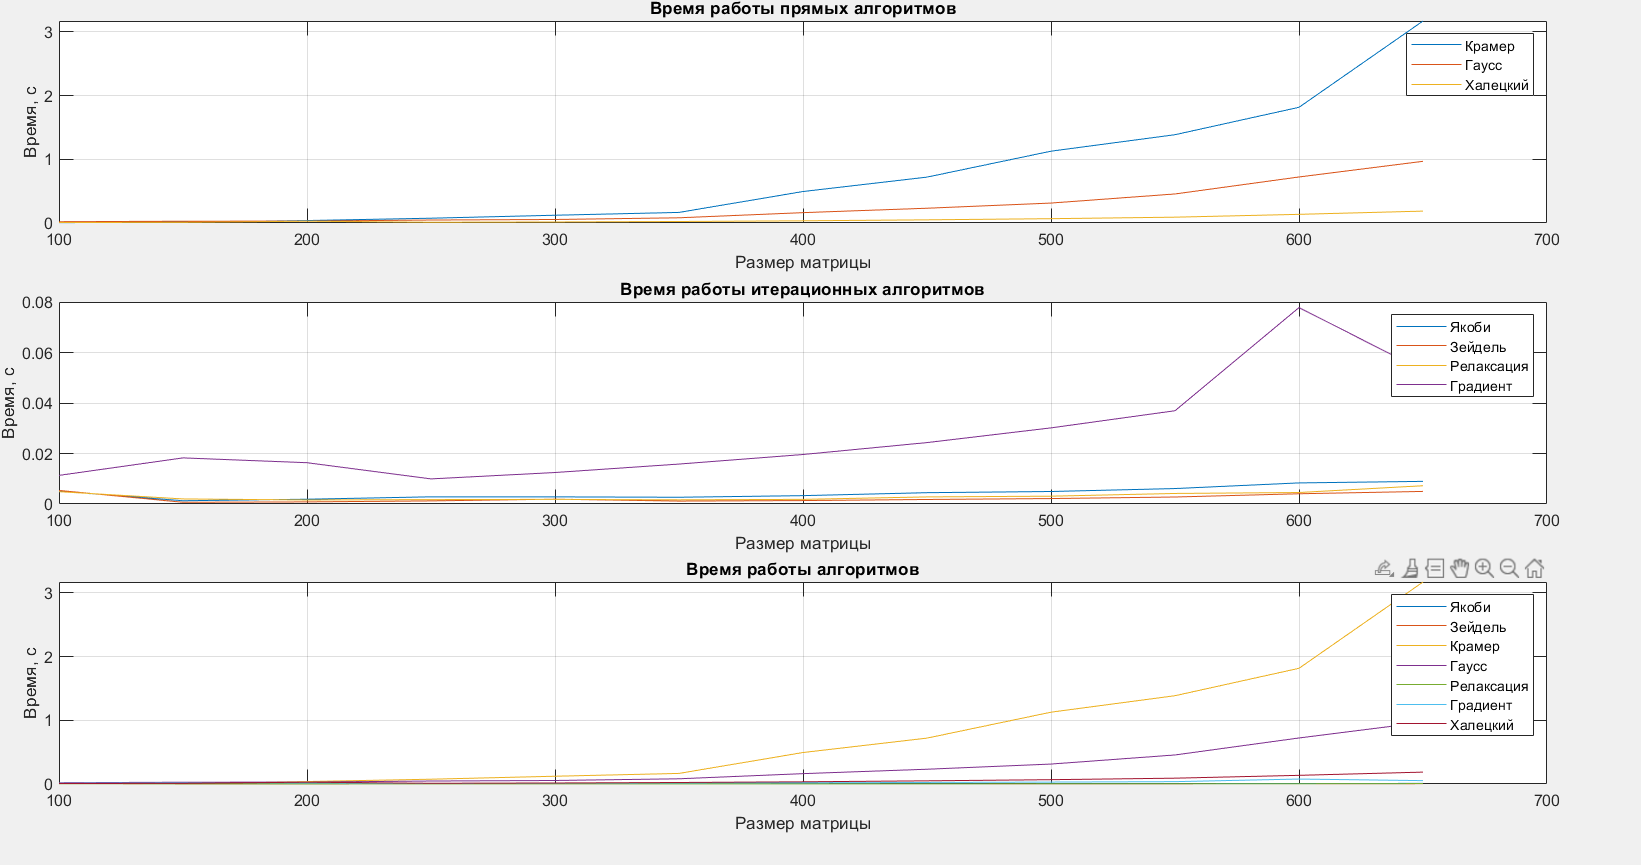 Время работы прямых алгоритмов
3
2
1
0
Время, с
100 200 300 400 500 600 700
Размер матрицы
Крамер
Гаусс
Халецкий
Время работы итерационных алгоритмов
0.08
0.06
0.04
0.02
0
Время, с
100 200 300 400 500 600 700
Размер матрицы
Якоби
Зейдель
Релаксация
Градиент
Время работы алгоритмов
3
2
1
0
Время, с
100 200 300 400 500 600 700
Размер матрицы
Якоби
Зейдель
Крамер
Гаусс
Релаксация
Градиент
Халецкий